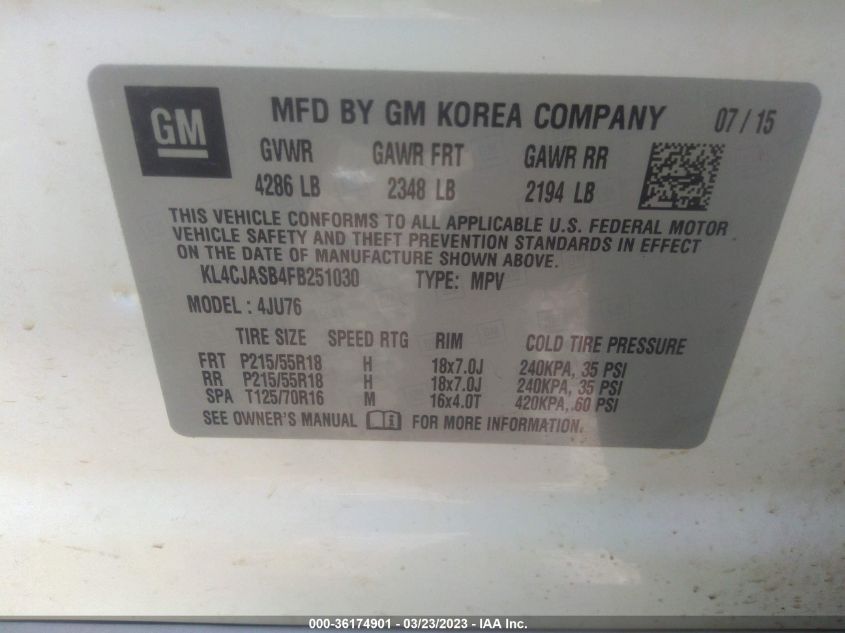 GM
MFD BY GM KOREA COMPANY 07 / 15
GVWR GAWR FRT GAWR RR
4286 LB 2348 LB 2194 LB
THIS VEHICLE CONFORMS TO ALL APPLICABLE U.S. FEDERAL MOTOR
VEHICLE SAFETY AND THEFT PREVENTION STANDARDS IN EFFECT
ON THE DATE OF MANUFACTURE SHOWN ABOVE.
KL4CJASB4FB251030 TYPE: MPV
MODEL : 4JU76
TIRE SIZE SPEED RTG RIM COLD TIRE PRESSURE
FRT P215/55R18 H 18x7.0J 240KPA, 35 PSI
RR P215/55R18 H 18x7.0J 240KPA, 35 PSI
SPA T125/70R16 M 16x4.0T 420KPA, 60 PSI
SEE OWNER'S MANUAL FOR MORE INFORMATION.
000-36174901 - 03/23/2023 - IAA Inc.